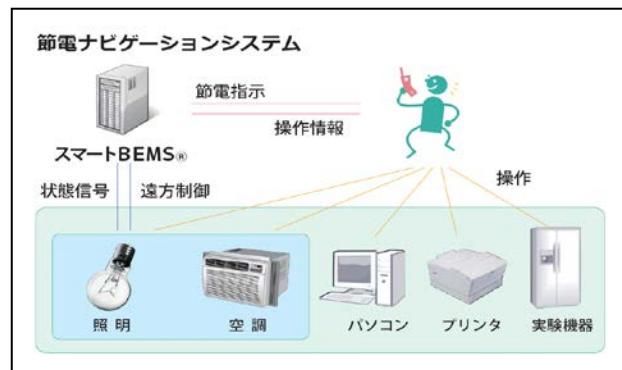 節電ナビゲーションシステム
節電指示
操作情報
スマートBEMS®
状態信号
遠方制御
操作
照明
空調
パソコン
プリンタ
実験機器